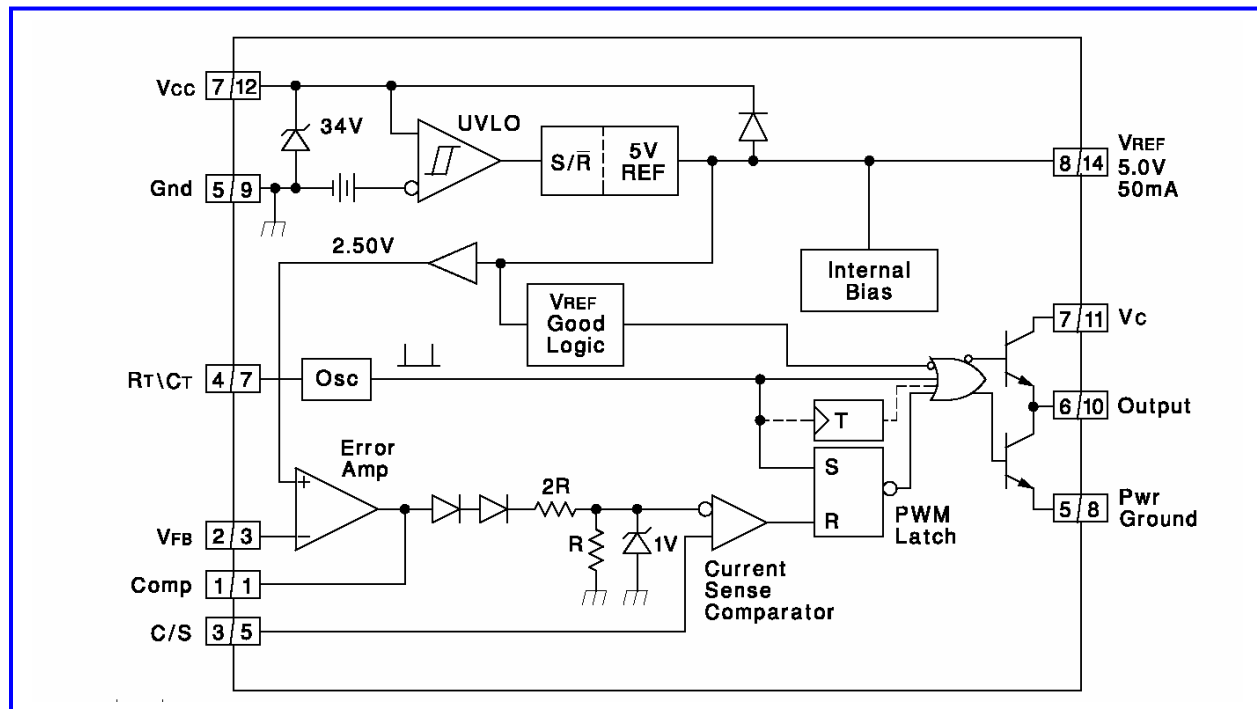 Vcc 7 12
34V
UVLO
S/R̅
5V
REF
8 14
VREF
5.0V
50mA
Gnd 5 9
2.50V
Internal
Bias
VREF
Good
Logic
7 11 Vc
RT\CT 4 7
Osc
6 10 Output
T
Error
Amp
+
−
2R
S
R
PWM
Latch
5 8
Pwr
Ground
VFB 2 3
R
1V
Comp 1 1
Current
Sense
Comparator
C/S 3 5